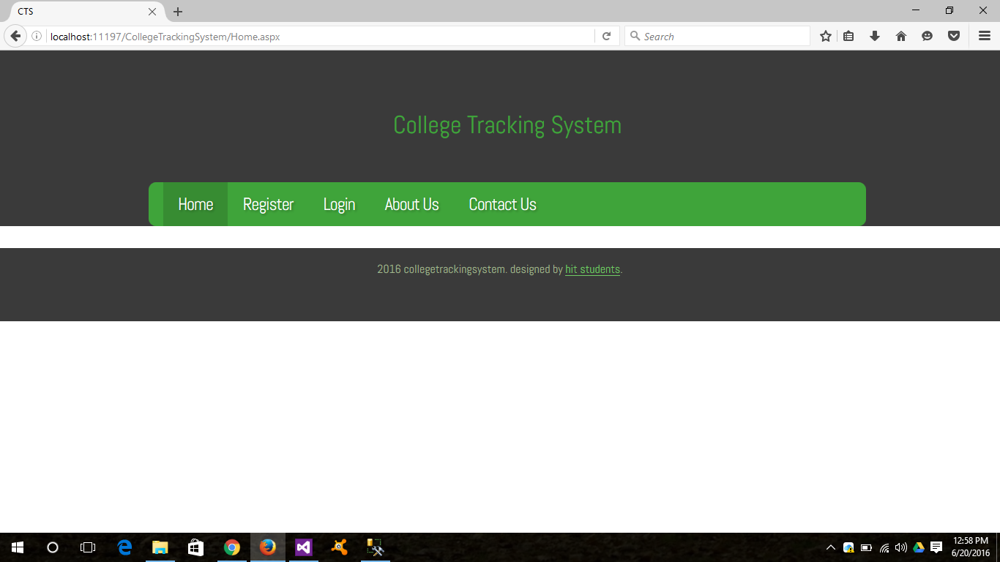 CTS
localhost:11197/CollegeTrackingSystem/Home.aspx
Search
College Tracking System
Home Register Login About Us Contact Us
2016 collegetrackingsystem. designed by hit students.
12:58 PM
6/20/2016